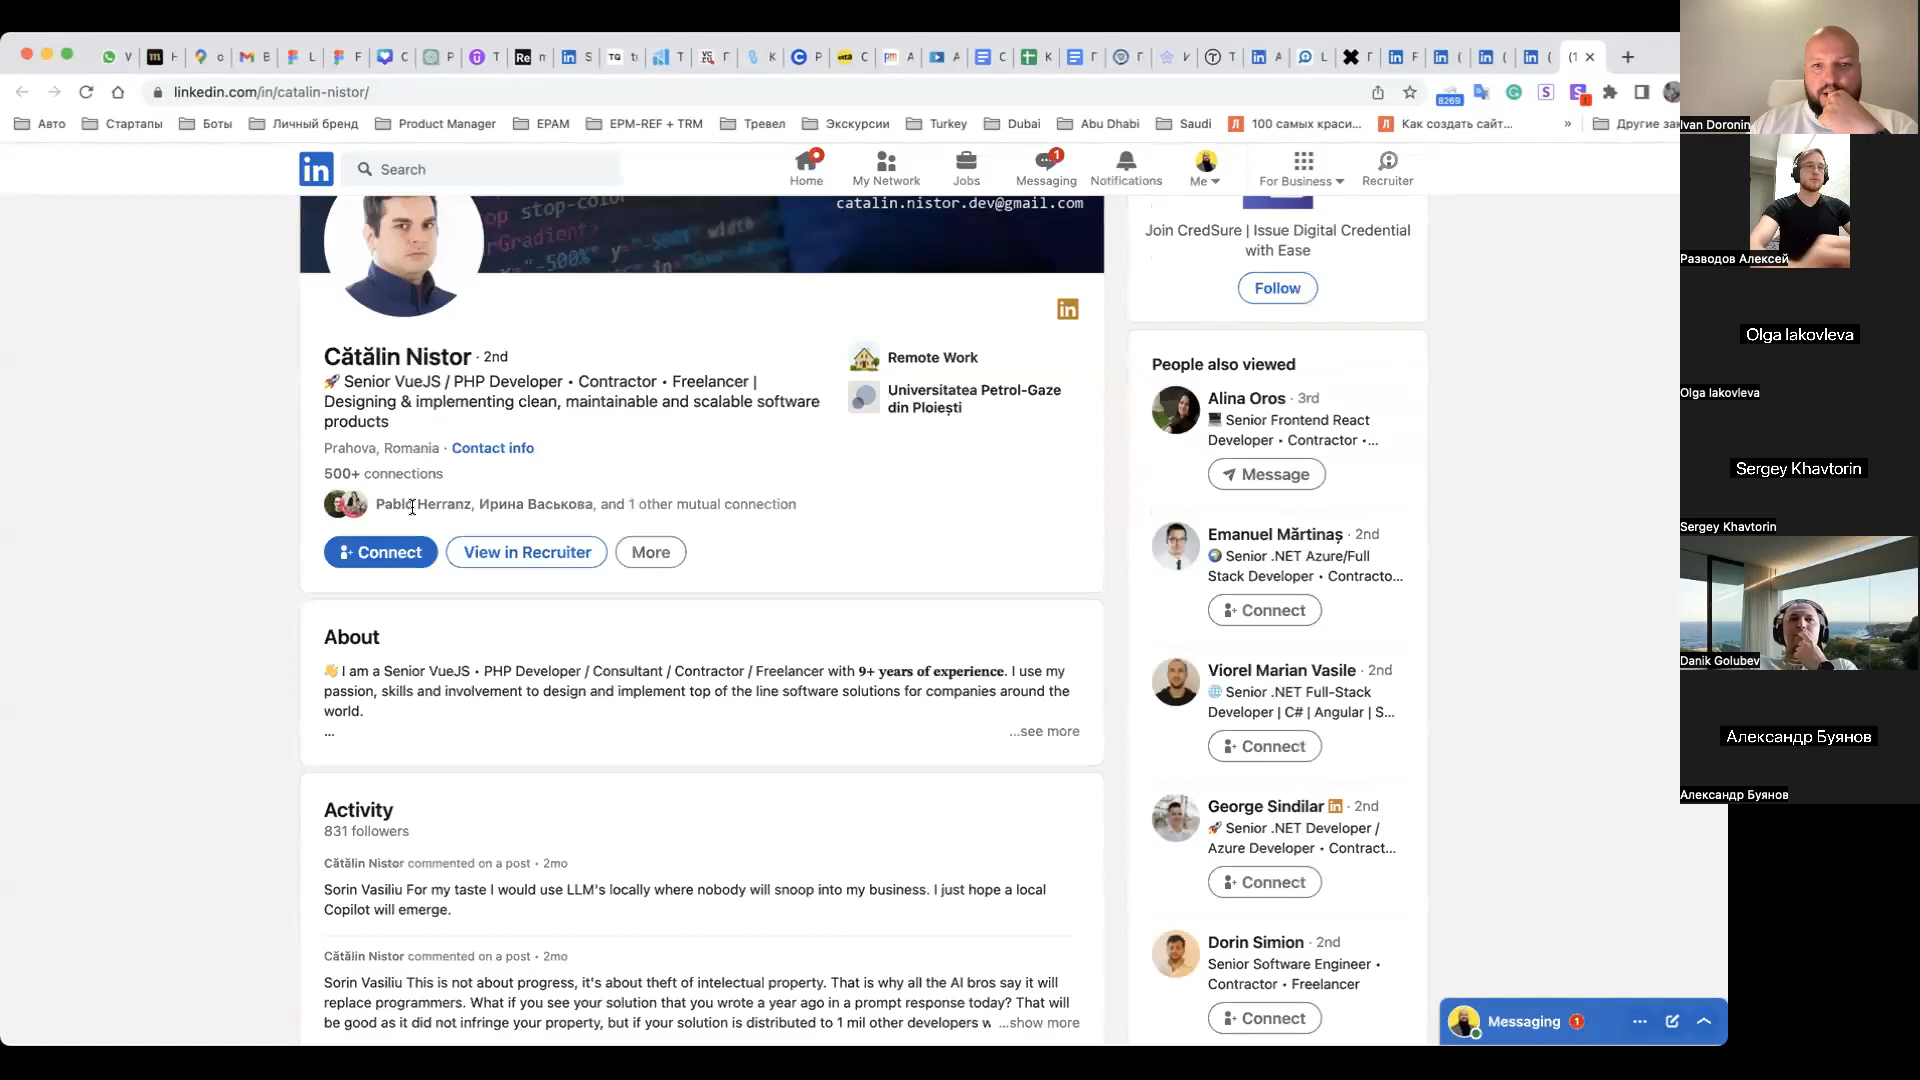 linkedin.com/in/catalin-nistor/
8269
1
Авто
Стартапы
Боты
Личный бренд
Product Manager
EPAM
EPM-REF + TRM
Тревел
Экскурсии
Turkey
Dubai
Abu Dhabi
Saudi
100 самых краси...
Как создать сайт...
»
Другие зак
in
Search
Home
My Network
Jobs
1
Messaging
Notifications
Me
For Business
Recruiter
catalin.nistor.dev@gmail.com
Cătălin Nistor · 2nd
🚀 Senior VueJS / PHP Developer • Contractor • Freelancer |
Designing & implementing clean, maintainable and scalable software
products
Prahova, Romania · Contact info
500+ connections
Pablo Herranz, Ирина Васькова, and 1 other mutual connection
Connect
View in Recruiter
More
Remote Work
Universitatea Petrol-Gaze
din Ploiești
About
👋 I am a Senior VueJS • PHP Developer / Consultant / Contractor / Freelancer with 9+ years of experience. I use my
passion, skills and involvement to design and implement top of the line software solutions for companies around the
world.
...
...see more
Activity
831 followers
Cătălin Nistor commented on a post • 2mo
Sorin Vasiliu For my taste I would use LLM's locally where nobody will snoop into my business. I just hope a local
Copilot will emerge.
Cătălin Nistor commented on a post • 2mo
Sorin Vasiliu This is not about progress, it's about theft of intelectual property. That is why all the AI bros say it will
replace programmers. What if you see your solution that you wrote a year ago in a prompt response today? That will
be good as it did not infringe your property, but if your solution is distributed to 1 mil other developers w ...show more
Join CredSure | Issue Digital Credential
with Ease
Follow
People also viewed
Alina Oros · 3rd
💻 Senior Frontend React
Developer • Contractor •...
Message
Emanuel Mărtinaș · 2nd
🌍 Senior .NET Azure/Full
Stack Developer • Contracto...
Connect
Viorel Marian Vasile · 2nd
🌐 Senior .NET Full-Stack
Developer | C# | Angular | S...
Connect
George Sindilar in · 2nd
🚀 Senior .NET Developer /
Azure Developer • Contract...
Connect
Dorin Simion · 2nd
Senior Software Engineer •
Contractor • Freelancer
Connect
Messaging 1
Ivan Doronin
Разводов Алексей
Olga Iakovleva
Olga Iakovleva
Sergey Khavtorin
Sergey Khavtorin
Danik Golubev
Александр Буянов
Александр Буянов